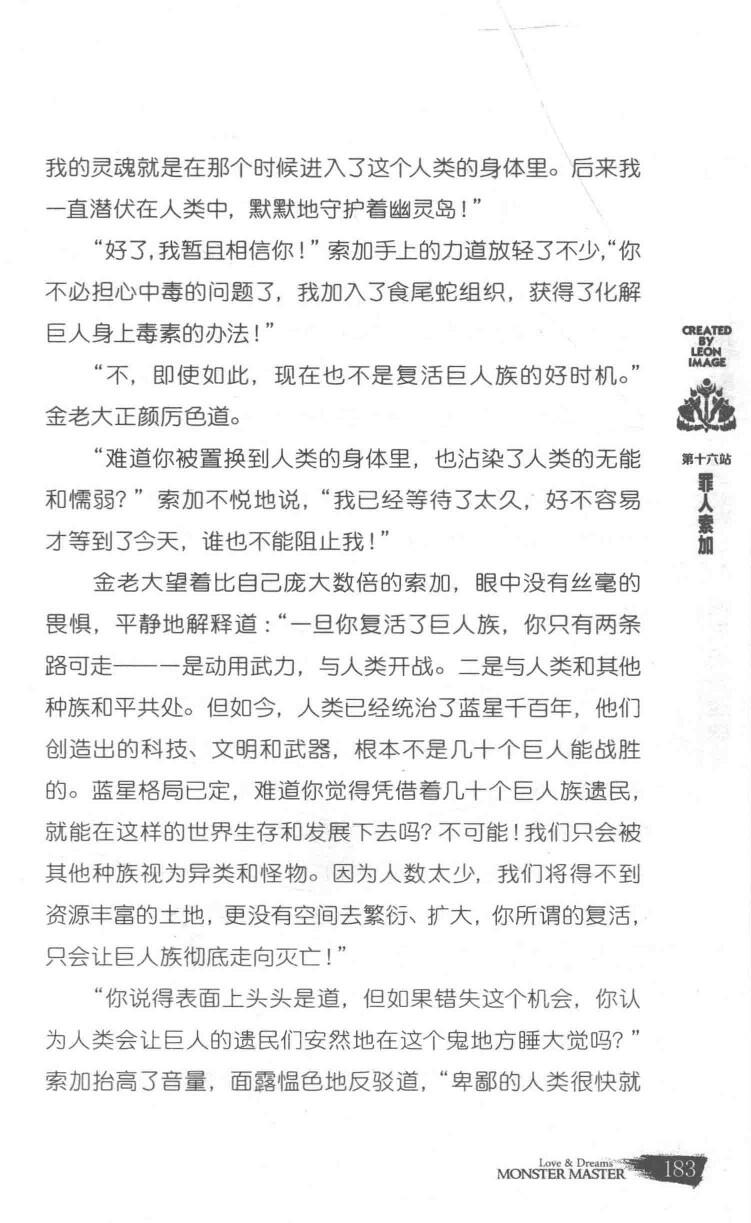 我的灵魂就是在那个时候进入了这个人类的身体里。后来我
一直潜伏在人类中，默默地守护着幽灵岛！”
“好了，我暂且相信你！”索加手上的力道放轻了不少，“你
不必担心中毒的问题了，我加入了食尾蛇组织，获得了化解
巨人身上毒素的办法！”
“不，即使如此，现在也不是复活巨人族的好时机。”
金老大正颜厉色道。
“难道你被置换到人类的身体里，也沾染了人类的无能
和懦弱？”索加不悦地说，“我已经等待了太久，好不容易
才等到了今天，谁也不能阻止我！”
金老大望着比自己庞大数倍的索加，眼中没有丝毫的
畏惧，平静地解释道：“一旦你复活了巨人族，你只有两条
路可走——一是动用武力，与人类开战。二是与人类和其他
种族和平共处。但如今，人类已经统治了蓝星千百年，他们
创造出的科技、文明和武器，根本不是几十个巨人能战胜
的。蓝星格局已定，难道你觉得凭借着几十个巨人族遗民，
就能在这样的世界生存和发展下去吗？不可能！我们只会被
其他种族视为异类和怪物。因为人数太少，我们将得不到
资源丰富的土地，更没有空间去繁衍、扩大，你所谓的复活，
只会让巨人族彻底走向灭亡！”
“你说得表面上头头是道，但如果错失这个机会，你认
为人类会让巨人的遗民们安然地在这个鬼地方睡大觉吗？”
索加抬高了音量，面露愠色地反驳道，“卑鄙的人类很快就
CREATED
BY
LEON
IMAGE
第十六站
罪人索加
Love & Dreams
MONSTER MASTER
183